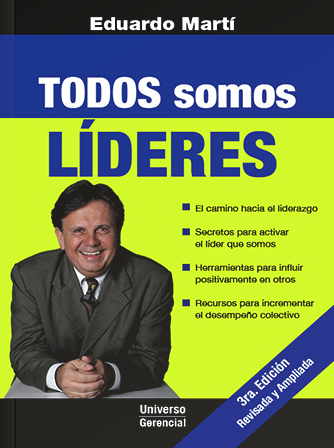 Eduardo Martí
TODOS somos
LÍDERES
El camino hacia el liderazgo
Secretos para activar
el líder que somos
Herramientas para influir
positivamente en otros
Recursos para incrementar
el desempeño colectivo
3ra. Edición
Revisada y Ampliada
Universo
Gerencial